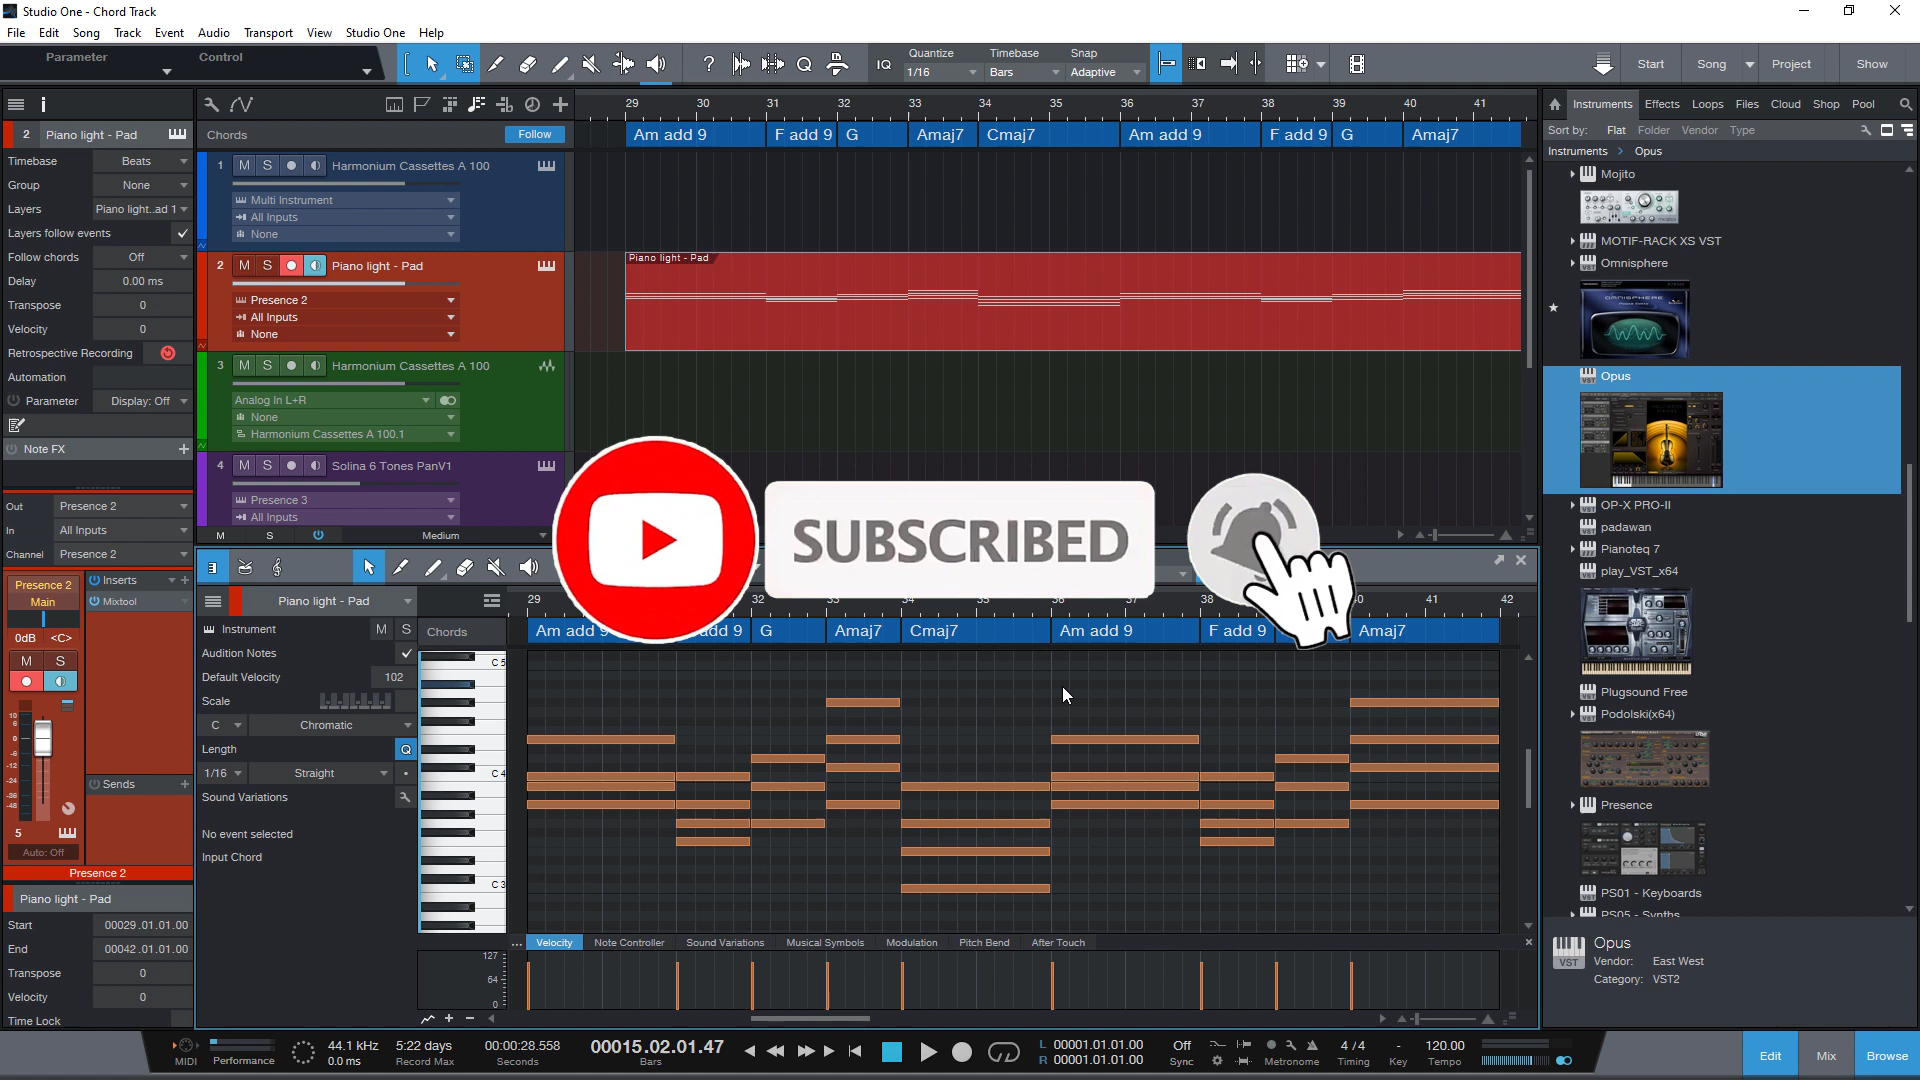 Studio One - Chord Track
File Edit Song Track Event Audio Transport View Studio One Help
Parameter Control
IQ
Quantize Timebase Snap
1/16 Bars Adaptive
Start Song Project Show
29 30 31 32 33 34 35 36 37 38 39 40 41
Instruments Effects Loops Files Cloud Shop Pool
2 Piano light - Pad
Chords Follow
Am add 9 F add 9 G Amaj7 Cmaj7 Am add 9 F add 9 G Amaj7
Sort by: Flat Folder Vendor Type
Instruments > Opus
Timebase Beats
Group None
Layers Piano light..ad 1
Layers follow events
Follow chords Off
Delay 0.00 ms
Transpose 0
Velocity 0
Retrospective Recording
Automation
Parameter Display: Off
Note FX
Out Presence 2
In All Inputs
Channel Presence 2
1 M S Harmonium Cassettes A 100
Multi Instrument
All Inputs
None
2 M S Piano light - Pad
Presence 2
All Inputs
None
Piano light - Pad
3 M S Harmonium Cassettes A 100
Analog In L+R
None
Harmonium Cassettes A 100.1
4 M S Solina 6 Tones PanV1
Presence 3
All Inputs
M S Medium
SUBSCRIBED
Mojito
MOTIF-RACK XS VST
Omnisphere
OMNISPHERE
Opus
OP-X PRO-II
padawan
Pianoteq 7
play_VST_x64
Plugsound Free
Podolski(x64)
Presence
PS01 - Keyboards
PS05 - Synths
Opus
VST
Vendor: East West
Category: VST2
Presence 2
Main
0dB <C>
M S
Inserts
Mixtool
Sends
10
6
0
-6
-12
-24
-36
-48
5
Auto: Off
Presence 2
Piano light - Pad
Start 00029.01.01.00
End 00042.01.01.00
Transpose 0
Velocity 0
Time Lock
Piano light - Pad
29 32 33 34 35 36 37 38 41 42
Instrument M S
Chords
Am add 9 G Amaj7 Cmaj7 Am add 9 F add 9 Amaj7
Audition Notes
Default Velocity 102
Scale
C Chromatic
Length Q
1/16 Straight
Sound Variations
No event selected
Input Chord
C 5
C 4
C 3
... Velocity Note Controller Sound Variations Musical Symbols Modulation Pitch Bend After Touch
127
64
0
MIDI Performance
44.1 kHz
0.0 ms
5:22 days
Record Max
00:00:28.558
Seconds
00015.02.01.47
Bars
L 00001.01.01.00
R 00001.01.01.00
Off
Sync
Metronome
4 / 4
Timing
-
Key
120.00
Tempo
Edit Mix Browse